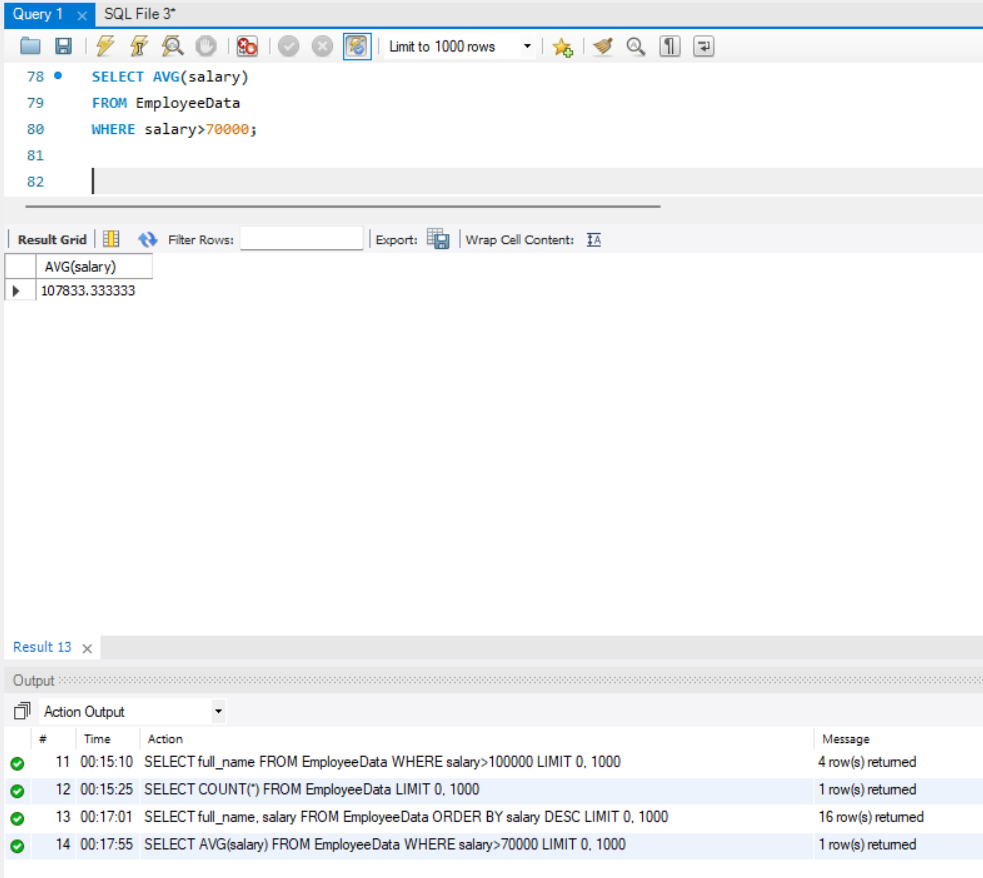 Query 1 SQL File 3*
Limit to 1000 rows
78 SELECT AVG(salary)
79 FROM EmployeeData
80 WHERE salary>70000;
81
82
Result Grid Filter Rows: Export: Wrap Cell Content:
AVG(salary)
107833.333333
Result 13
Output
Action Output
# Time Action Message
11 00:15:10 SELECT full_name FROM EmployeeData WHERE salary>100000 LIMIT 0, 1000 4 row(s) returned
12 00:15:25 SELECT COUNT(*) FROM EmployeeData LIMIT 0, 1000 1 row(s) returned
13 00:17:01 SELECT full_name, salary FROM EmployeeData ORDER BY salary DESC LIMIT 0, 1000 16 row(s) returned
14 00:17:55 SELECT AVG(salary) FROM EmployeeData WHERE salary>70000 LIMIT 0, 1000 1 row(s) returned